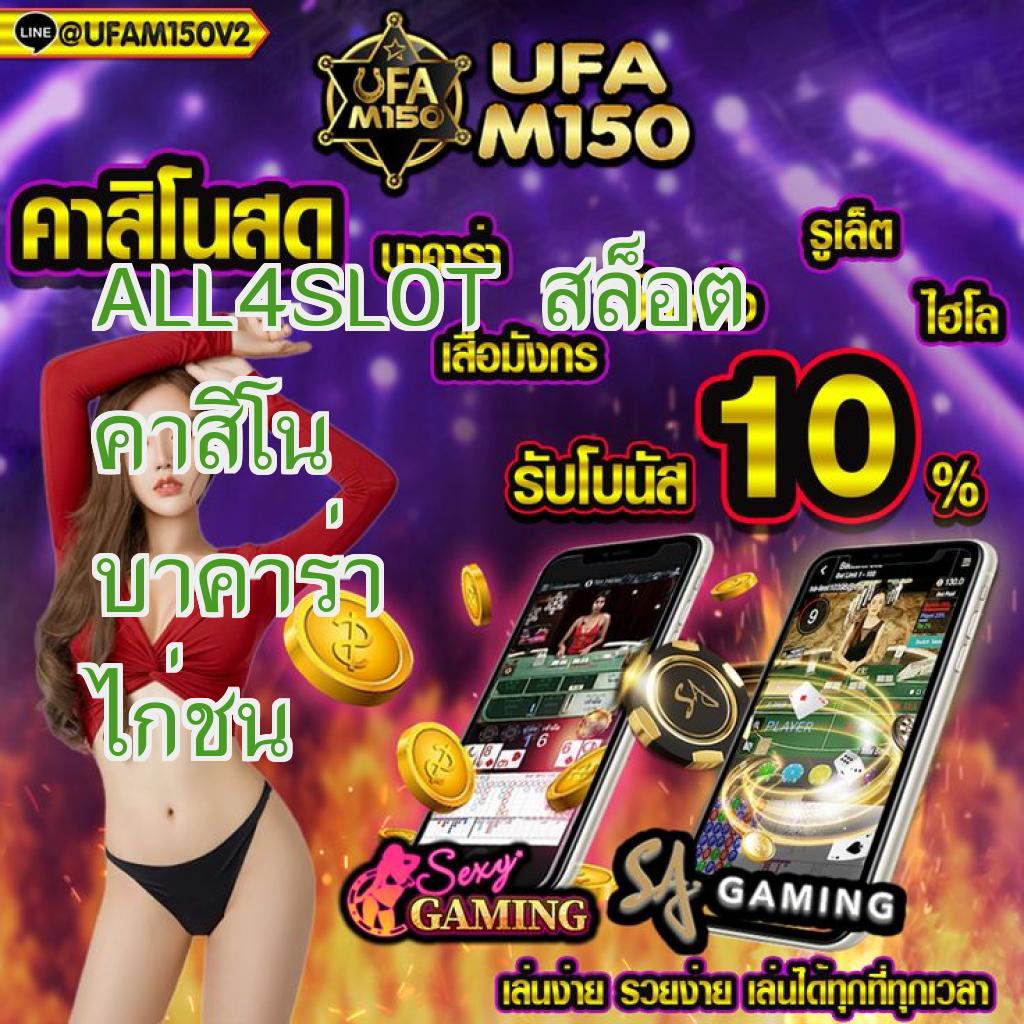 LINE @UFAM150V2
UFA
M150
UFA
M150
คาสิโนสด
บาคาร่า
รูเล็ต
ALL4SLOT สล็อต
ไฮโล
เสือมังกร
คาสิโน
รับโบนัส 10 %
บาคาร่า
ไก่ชน
9
PLAYER
Sexy
GAMING
SA GAMING
เล่นง่าย รวยง่าย เล่นได้ทุกที่ทุกเวลา